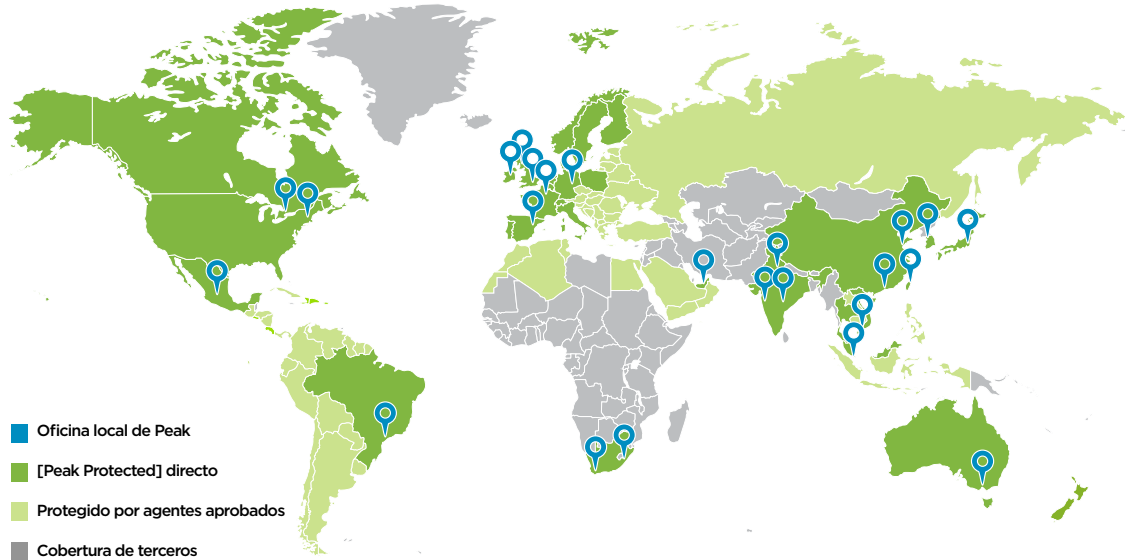 Oficina local de Peak
[Peak Protected] directo
Protegido por agentes aprobados
Cobertura de terceros